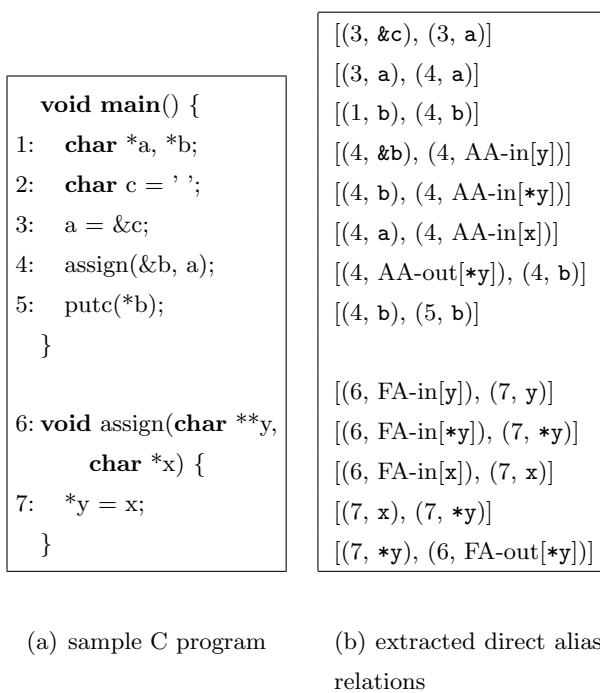 void main() {
1: char *a, *b;
2: char c = ' ';
3: a = &c;
4: assign(&b, a);
5: putc(*b);
}
6: void assign(char **y,
char *x) {
7: *y = x;
}
(a) sample C program
[(3, &c), (3, a)]
[(3, a), (4, a)]
[(1, b), (4, b)]
[(4, &b), (4, AA-in[y])]
[(4, b), (4, AA-in[*y])]
[(4, a), (4, AA-in[x])]
[(4, AA-out[*y]), (4, b)]
[(4, b), (5, b)]
[(6, FA-in[y]), (7, y)]
[(6, FA-in[*y]), (7, *y)]
[(6, FA-in[x]), (7, x)]
[(7, x), (7, *y)]
[(7, *y), (6, FA-out[*y])]
(b) extracted direct alias
relations